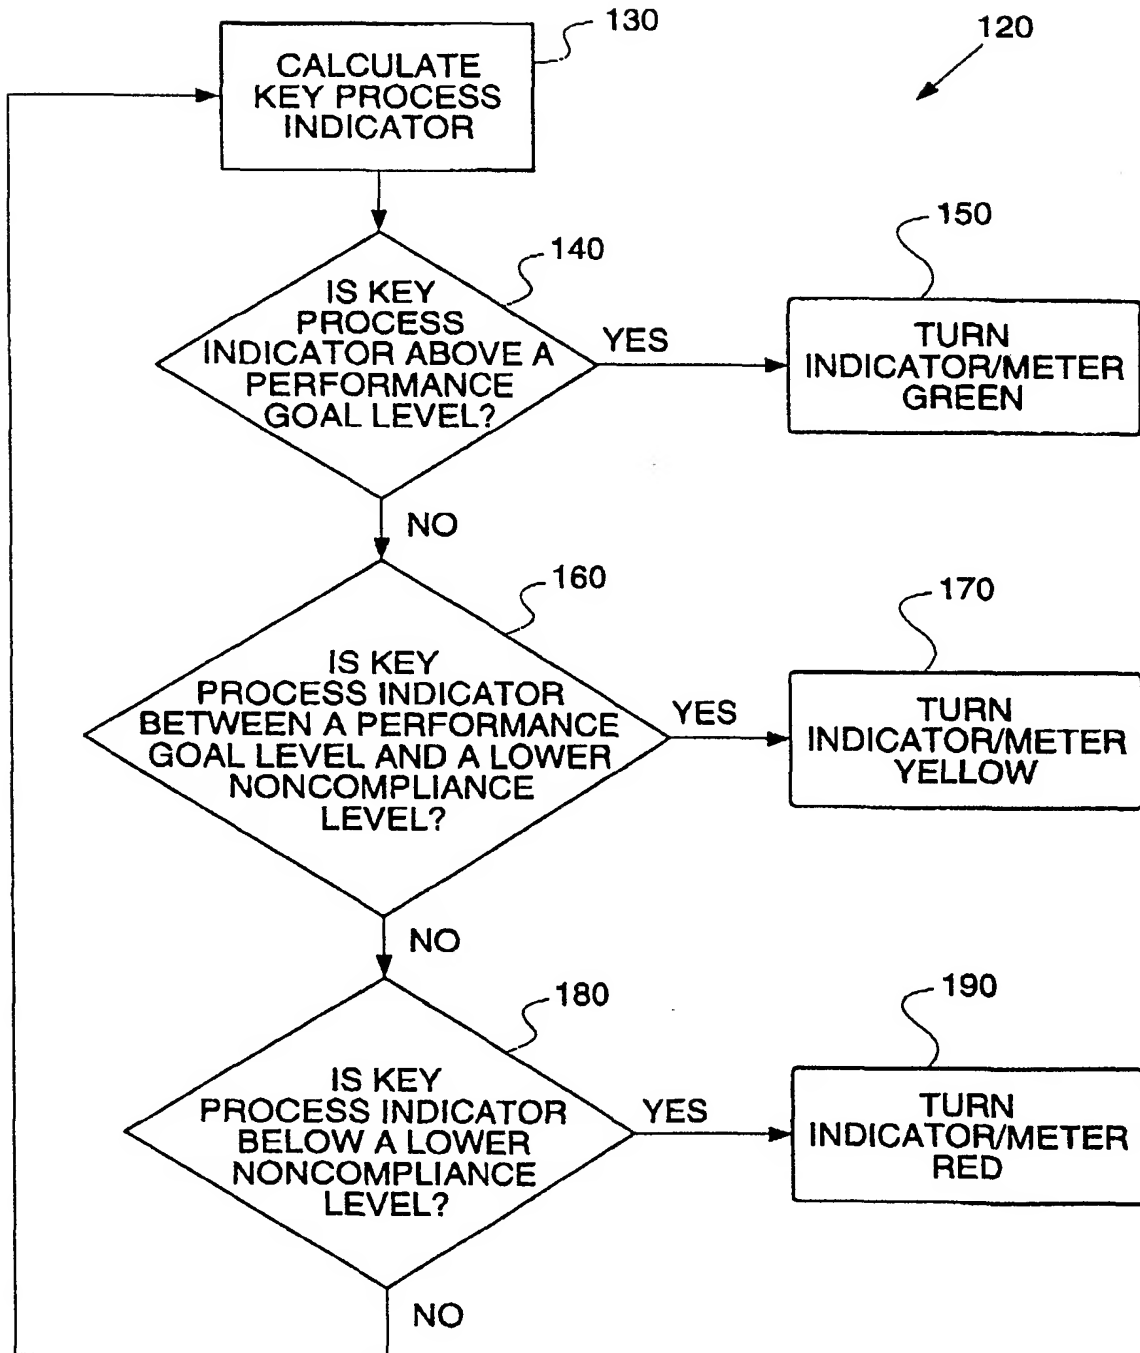 130
120
CALCULATE
KEY PROCESS
INDICATOR
140
150
IS KEY
PROCESS
INDICATOR ABOVE A
PERFORMANCE
GOAL LEVEL?
YES
TURN
INDICATOR/METER
GREEN
NO
160
170
IS KEY
PROCESS INDICATOR
BETWEEN A PERFORMANCE
GOAL LEVEL AND A LOWER
NONCOMPLIANCE
LEVEL?
YES
TURN
INDICATOR/METER
YELLOW
NO
180
190
IS KEY
PROCESS INDICATOR
BELOW A LOWER
NONCOMPLIANCE
LEVEL?
YES
TURN
INDICATOR/METER
RED
NO